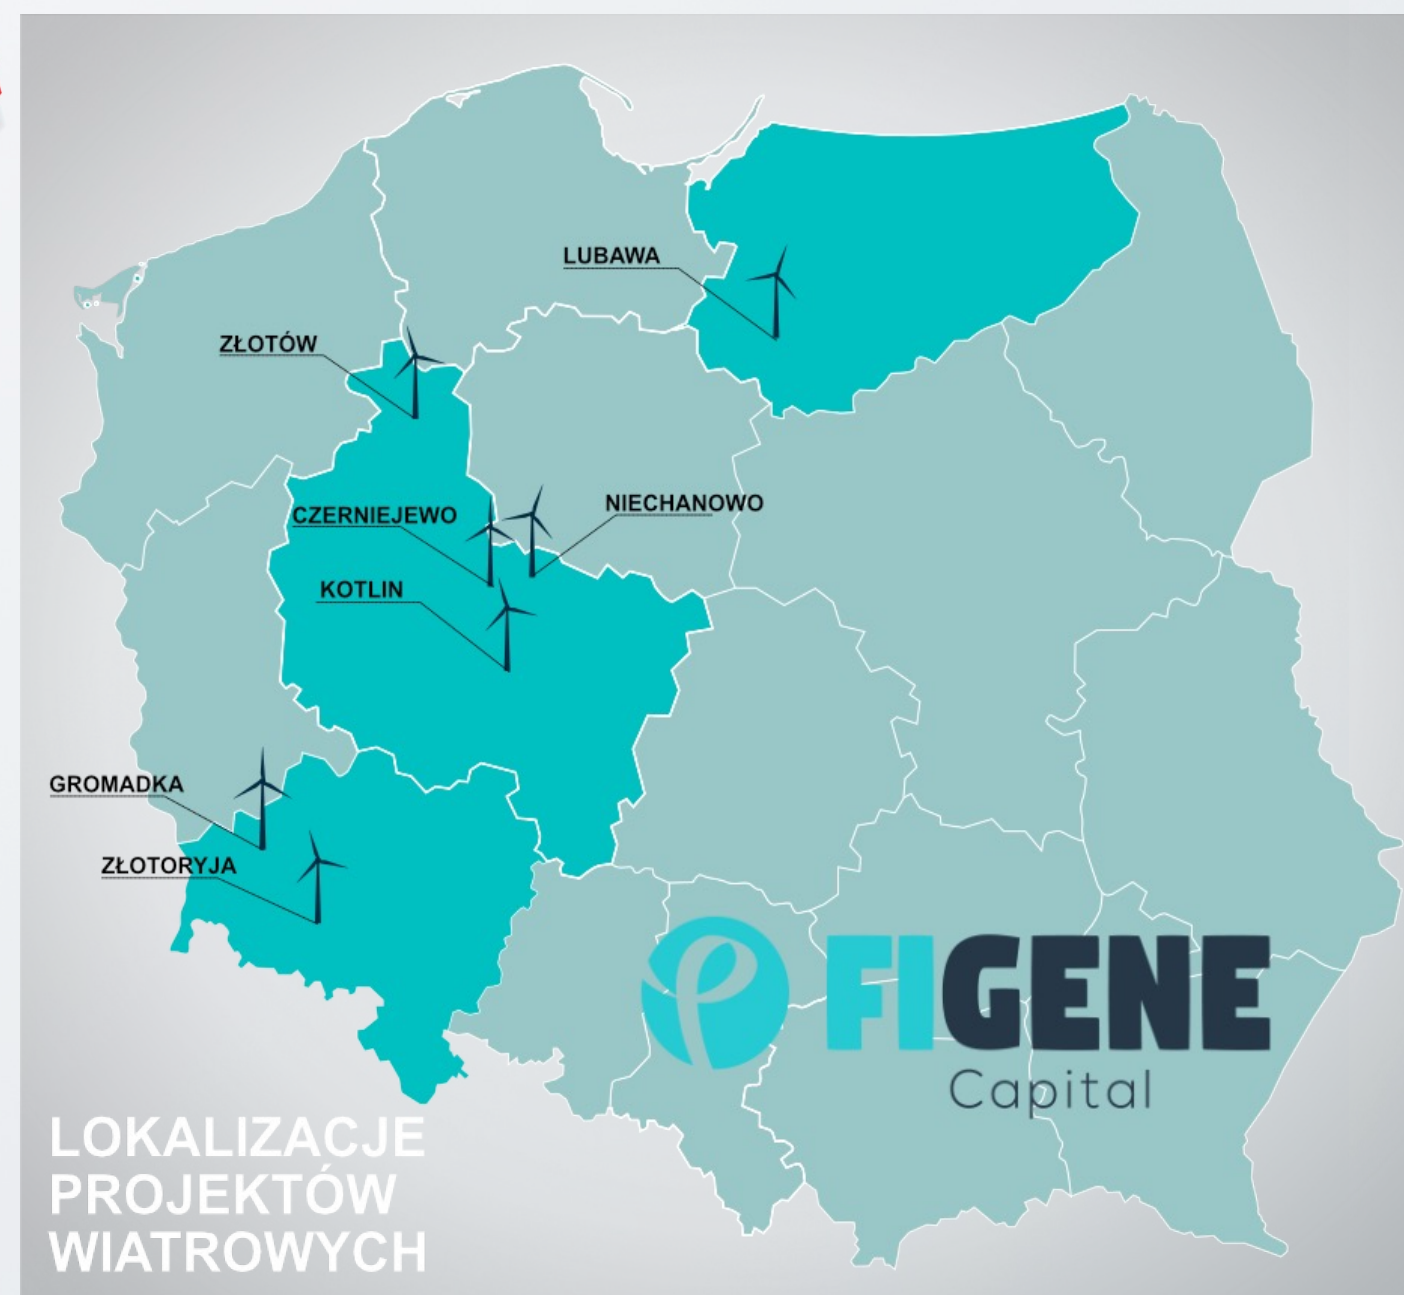 LUBAWA
ZŁOTÓW
CZERNIEJEWO
NIECHANOWO
KOTLIN
GROMADKA
ZŁOTORYJA
FIGENE
Capital
LOKALIZACJE
PROJEKTÓW
WIATROWYCH